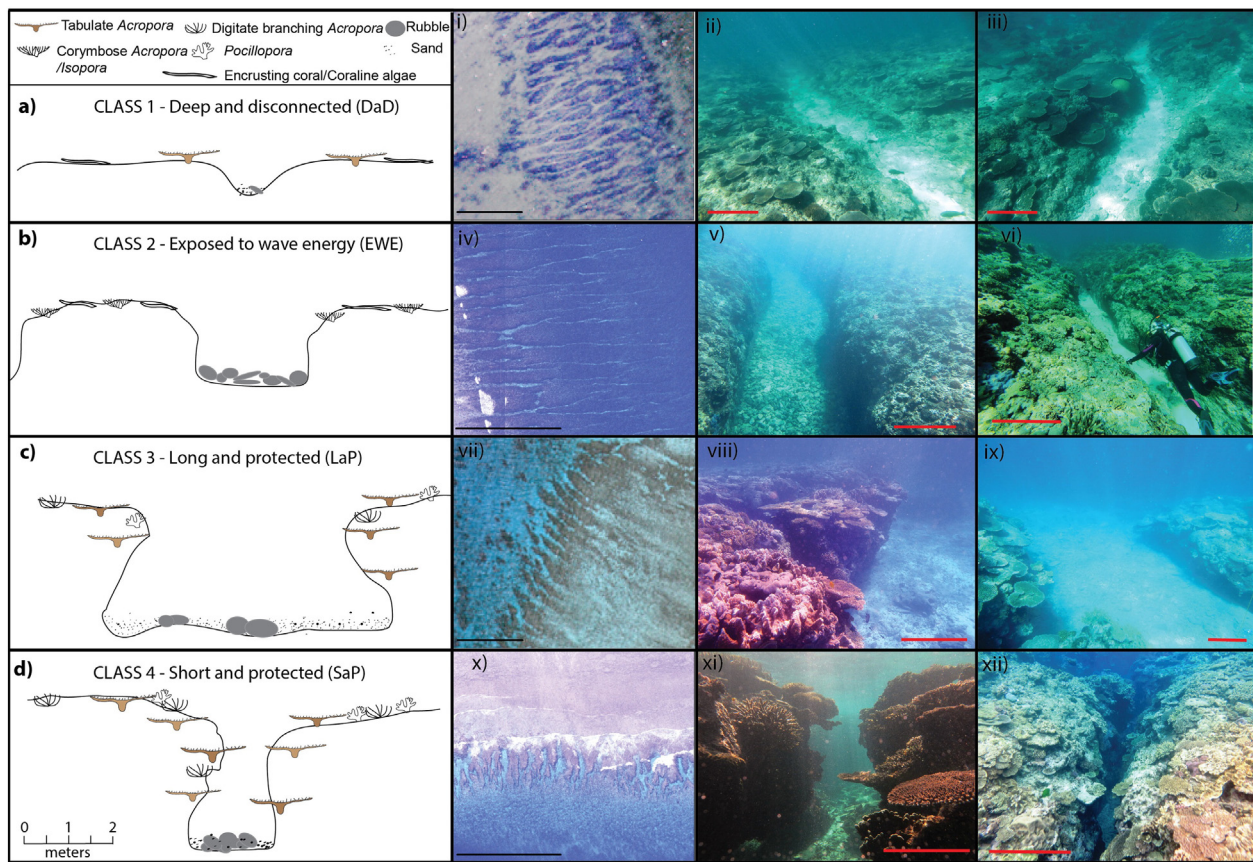 Tabulate Acropora
Digitate branching Acropora
Rubble
Corymbose Acropora
/Isopora
Pocillopora
Sand
Encrusting coral/Coraline algae
a)
CLASS 1 - Deep and disconnected (DaD)
i)
ii)
iii)
b)
CLASS 2 - Exposed to wave energy (EWE)
iv)
v)
vi)
c)
CLASS 3 - Long and protected (LaP)
vii)
viii)
ix)
d)
CLASS 4 - Short and protected (SaP)
x)
xi)
xii)
0 1 2
meters